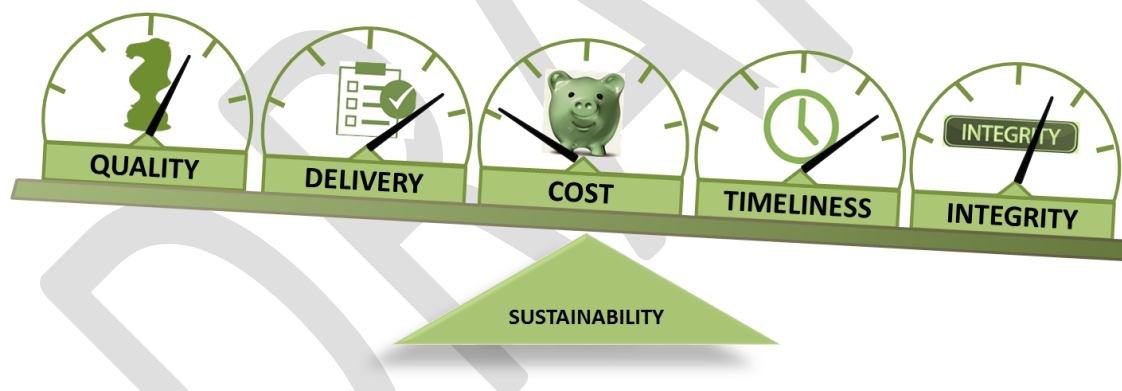 INTEGRITY
QUALITY
DELIVERY
COST
TIMELINESS
INTEGRITY
SUSTAINABILITY